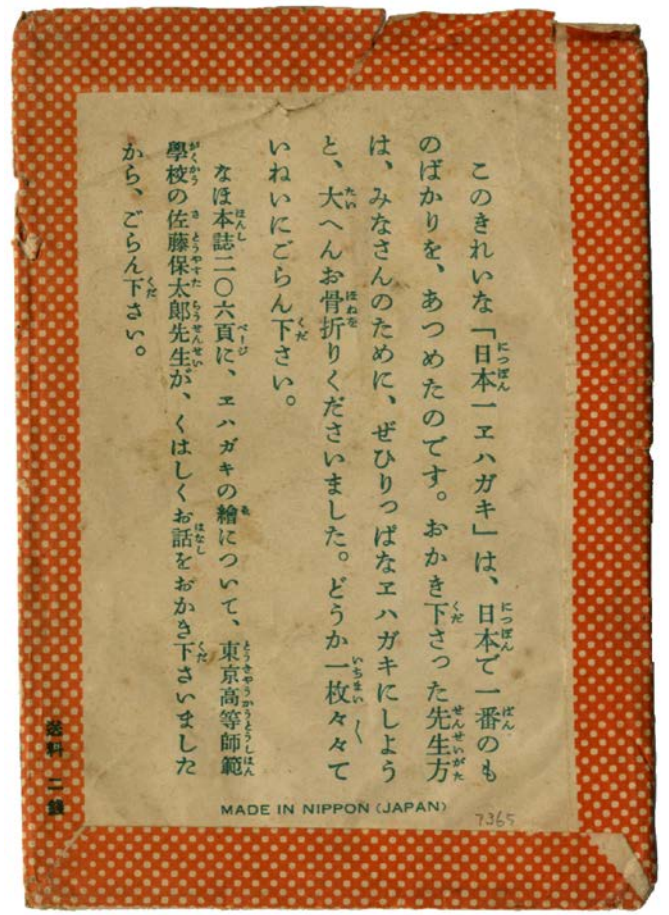 このきれいな「日本一ヱハガキ」は、日本で一番のも
のばかりを、あつめたのです。おかき下さった先生方
は、みなさんのために、ぜひりっぱなヱハガキにしよう
と、大へんお骨折りくださいました。どうか一枚々々て
いねいにごらん下さい。
なほ本誌二〇六頁に、ヱハガキの繪について、東京高等師範
學校の佐藤保太郎先生が、くはしくお話をおかき下さいました
から、ごらん下さい。
送料 二錢
MADE IN NIPPON (JAPAN)
7365